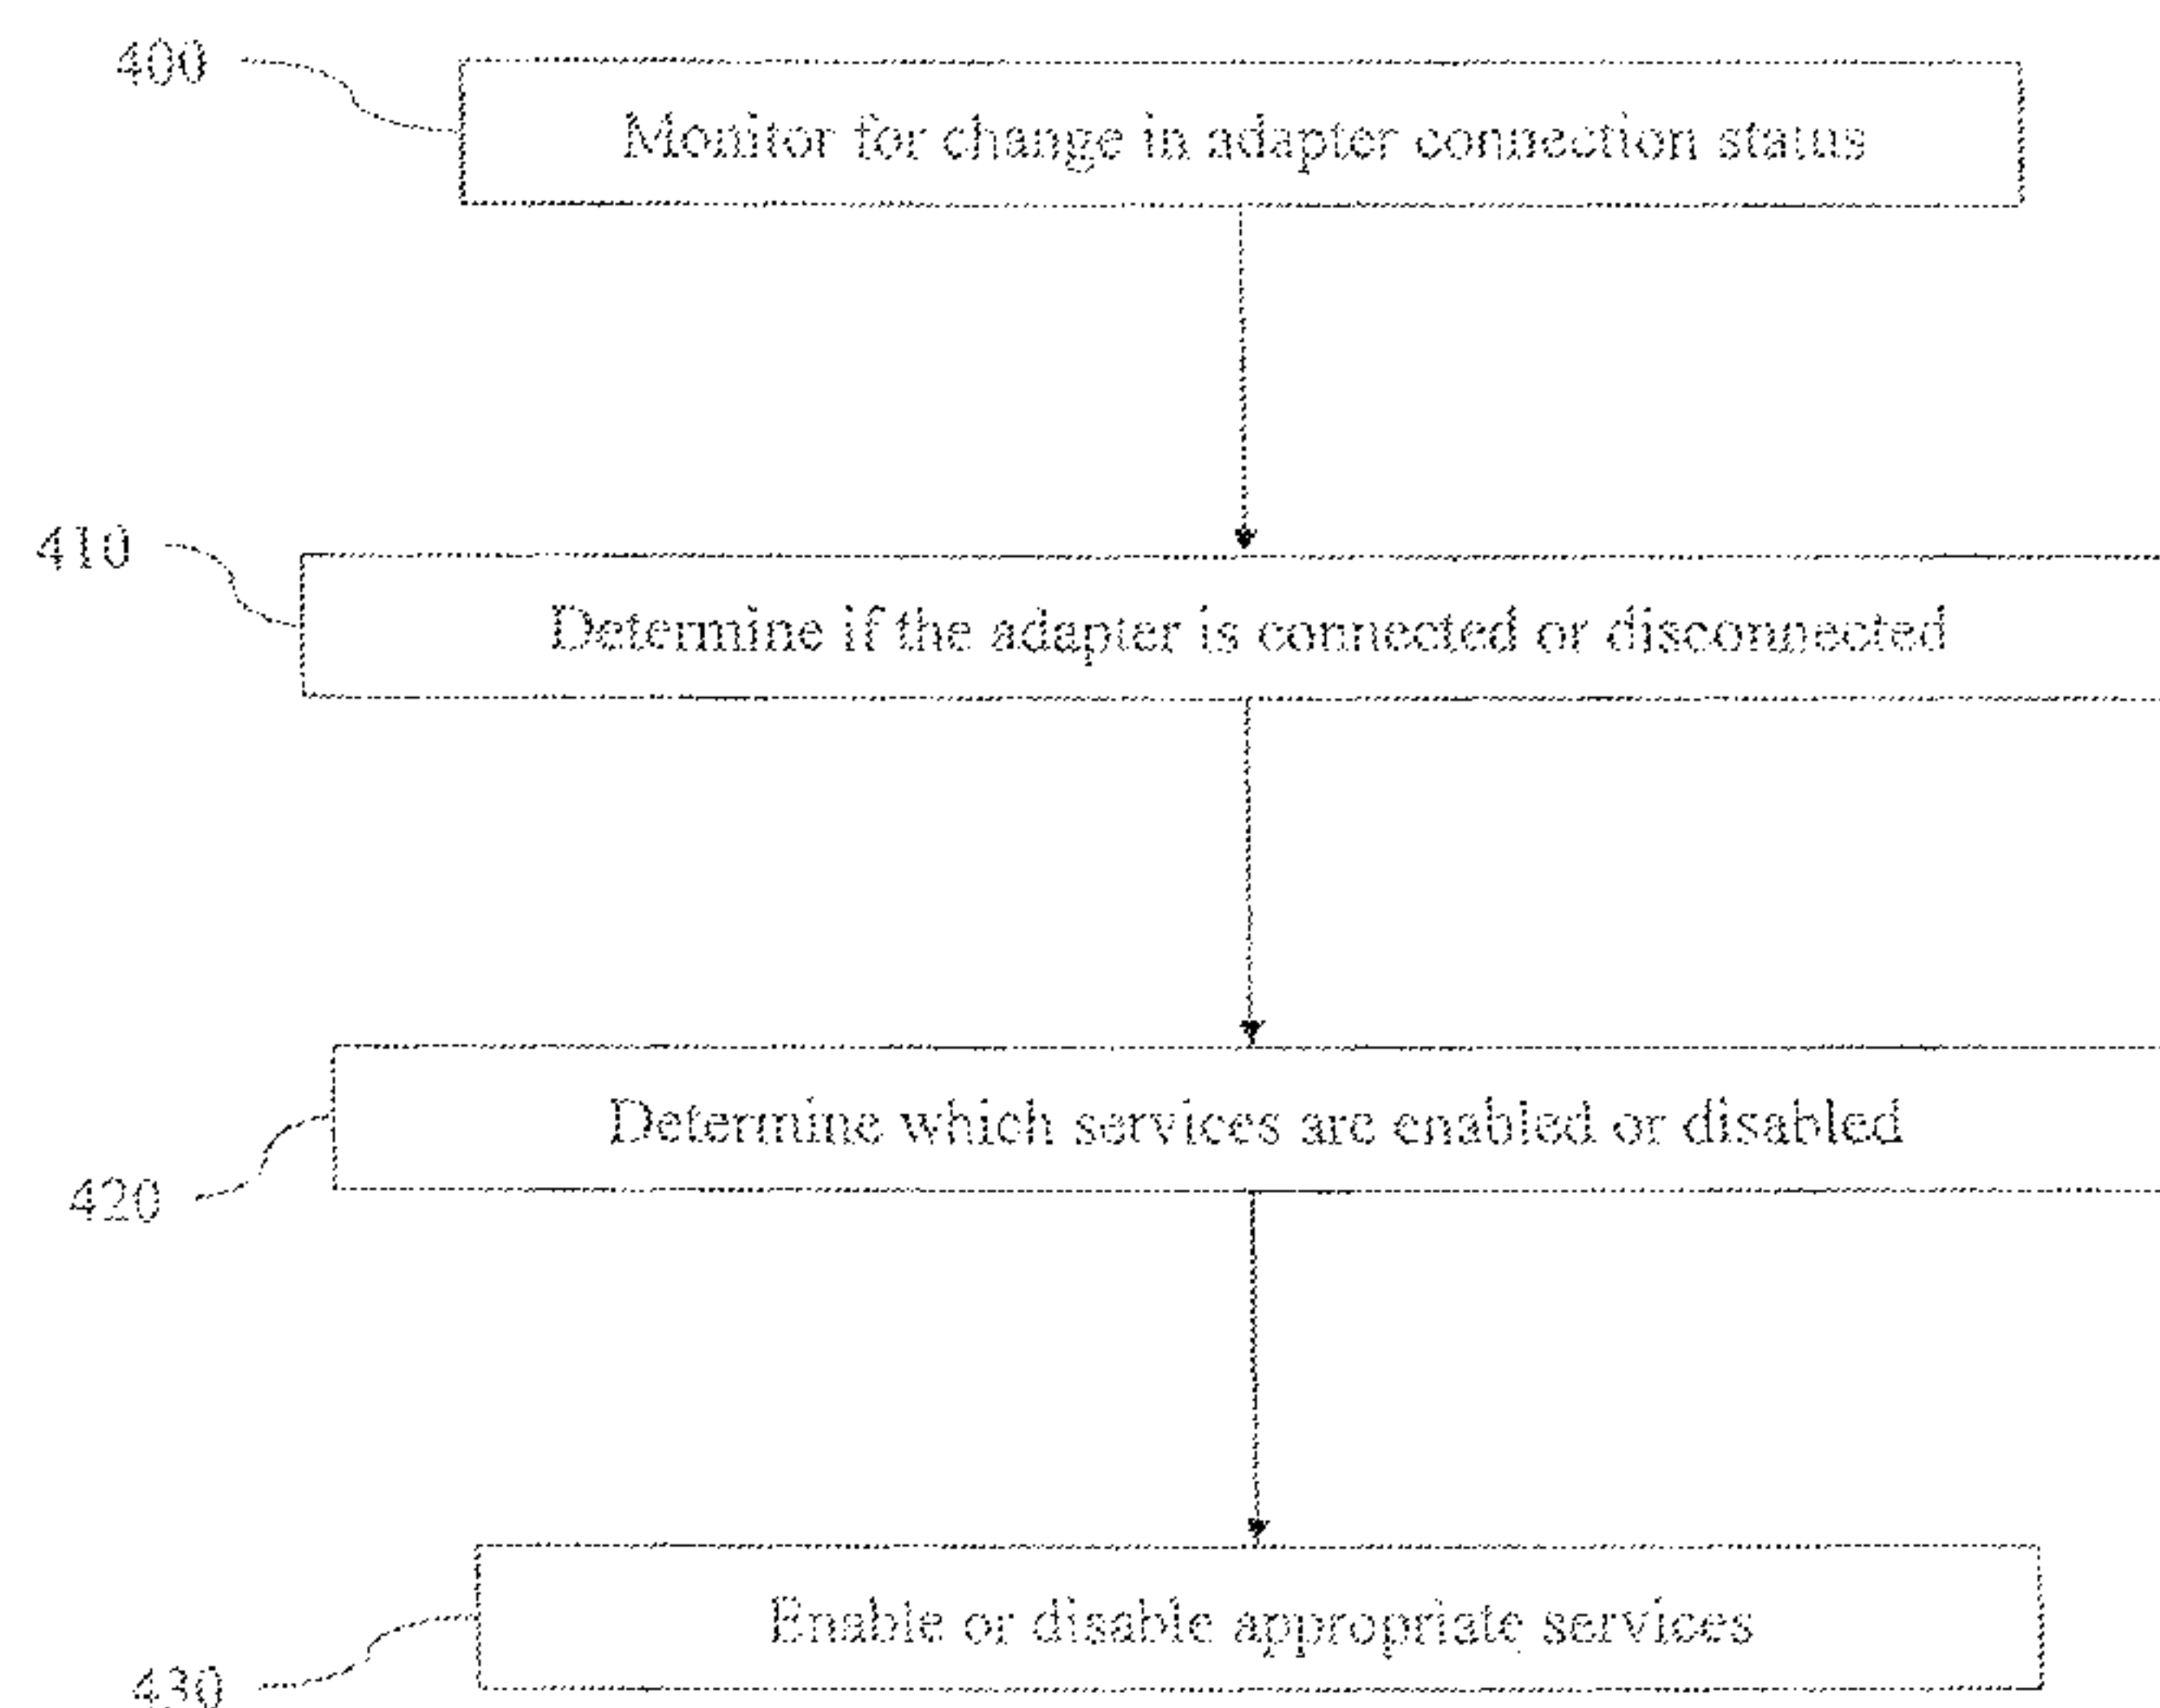 400
Monitor for change in adapter connection status
410
Determine if the adapter is connected or disconnected
Determine which services are enabled or disabled
420
Enable or disable appropriate services
430